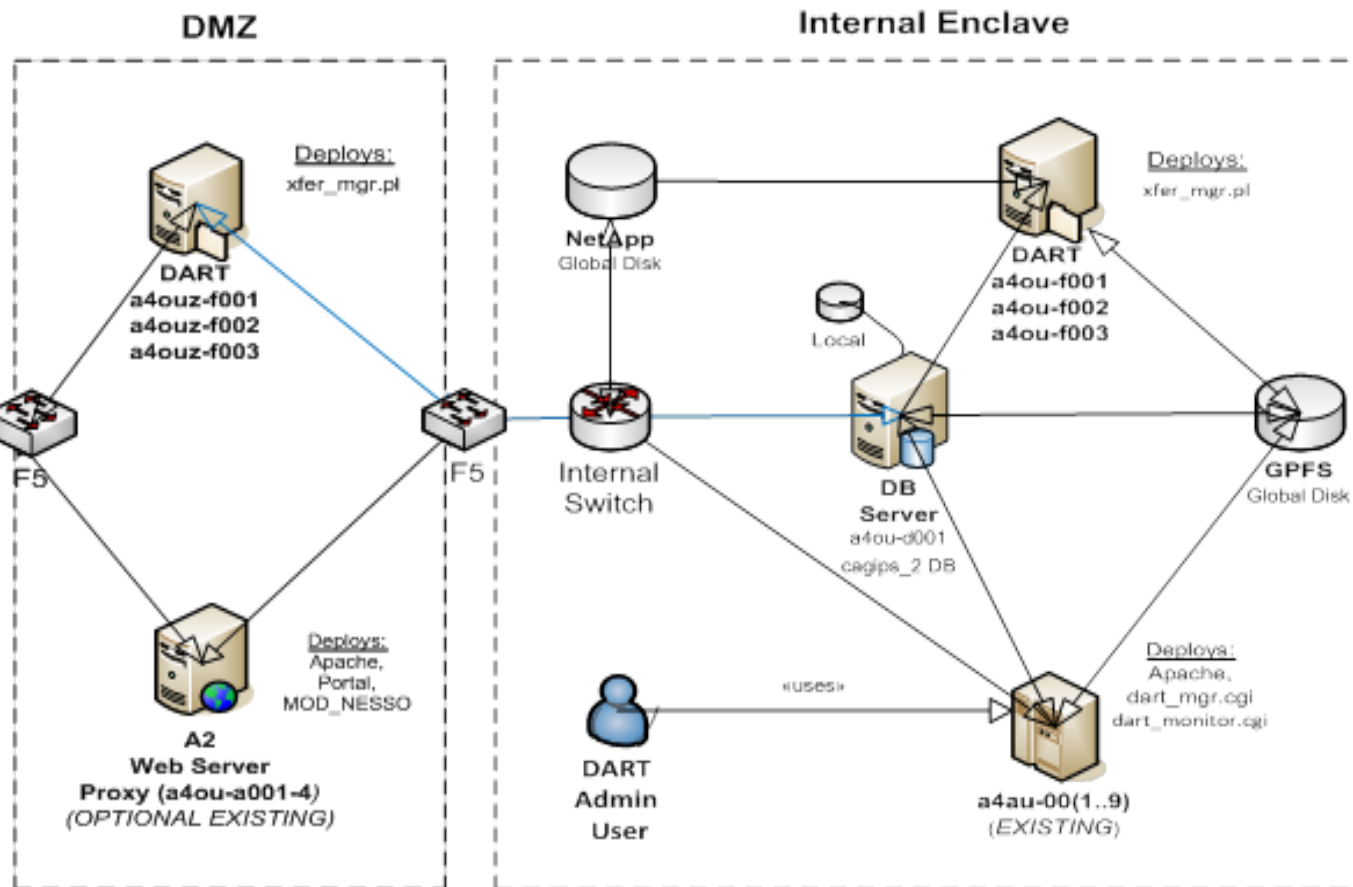 DMZ
Internal Enclave
Deploys:
xfer_mgr.pl
DART
a4ouz-f001
a4ouz-f002
a4ouz-f003
F5
F5
Deploys:
Apache,
Portal,
MOD_NESSO
A2
Web Server
Proxy (a4ou-a001-4)
(OPTIONAL EXISTING)
NetApp
Global Disk
Deploys:
xfer_mgr.pl
DART
a4ou-f001
a4ou-f002
a4ou-f003
Local
Internal
Switch
DB
Server
a4ou-d001
cagips_2 DB
GPFS
Global Disk
«uses»
DART
Admin
User
Deploys:
Apache,
dart_mgr.cgi
dart_monitor.cgi
a4au-00(1..9)
(EXISTING)